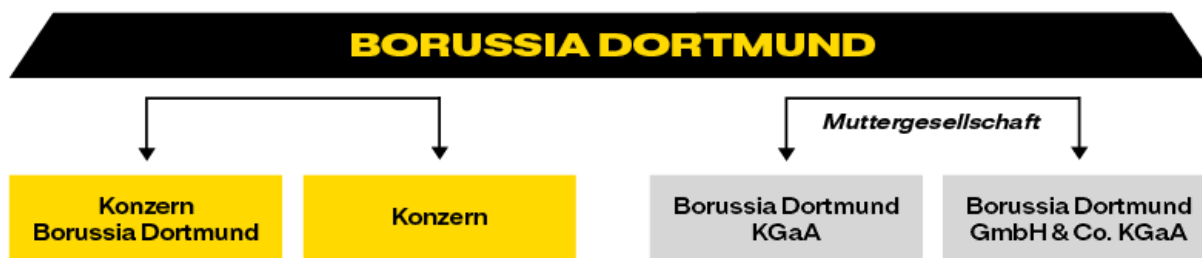 BORUSSIA DORTMUND
Muttergesellschaft
Konzern
Borussia Dortmund
Konzern
Borussia Dortmund
KGaA
Borussia Dortmund
GmbH & Co. KGaA